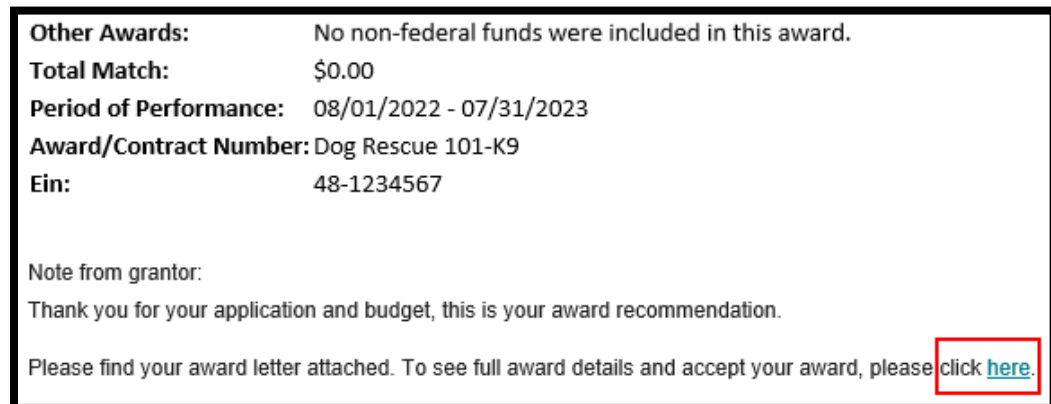 Other Awards: No non-federal funds were included in this award.
Total Match: $0.00
Period of Performance: 08/01/2022 - 07/31/2023
Award/Contract Number: Dog Rescue 101-K9
Ein: 48-1234567
Note from grantor:
Thank you for your application and budget, this is your award recommendation.
Please find your award letter attached. To see full award details and accept your award, please click here.